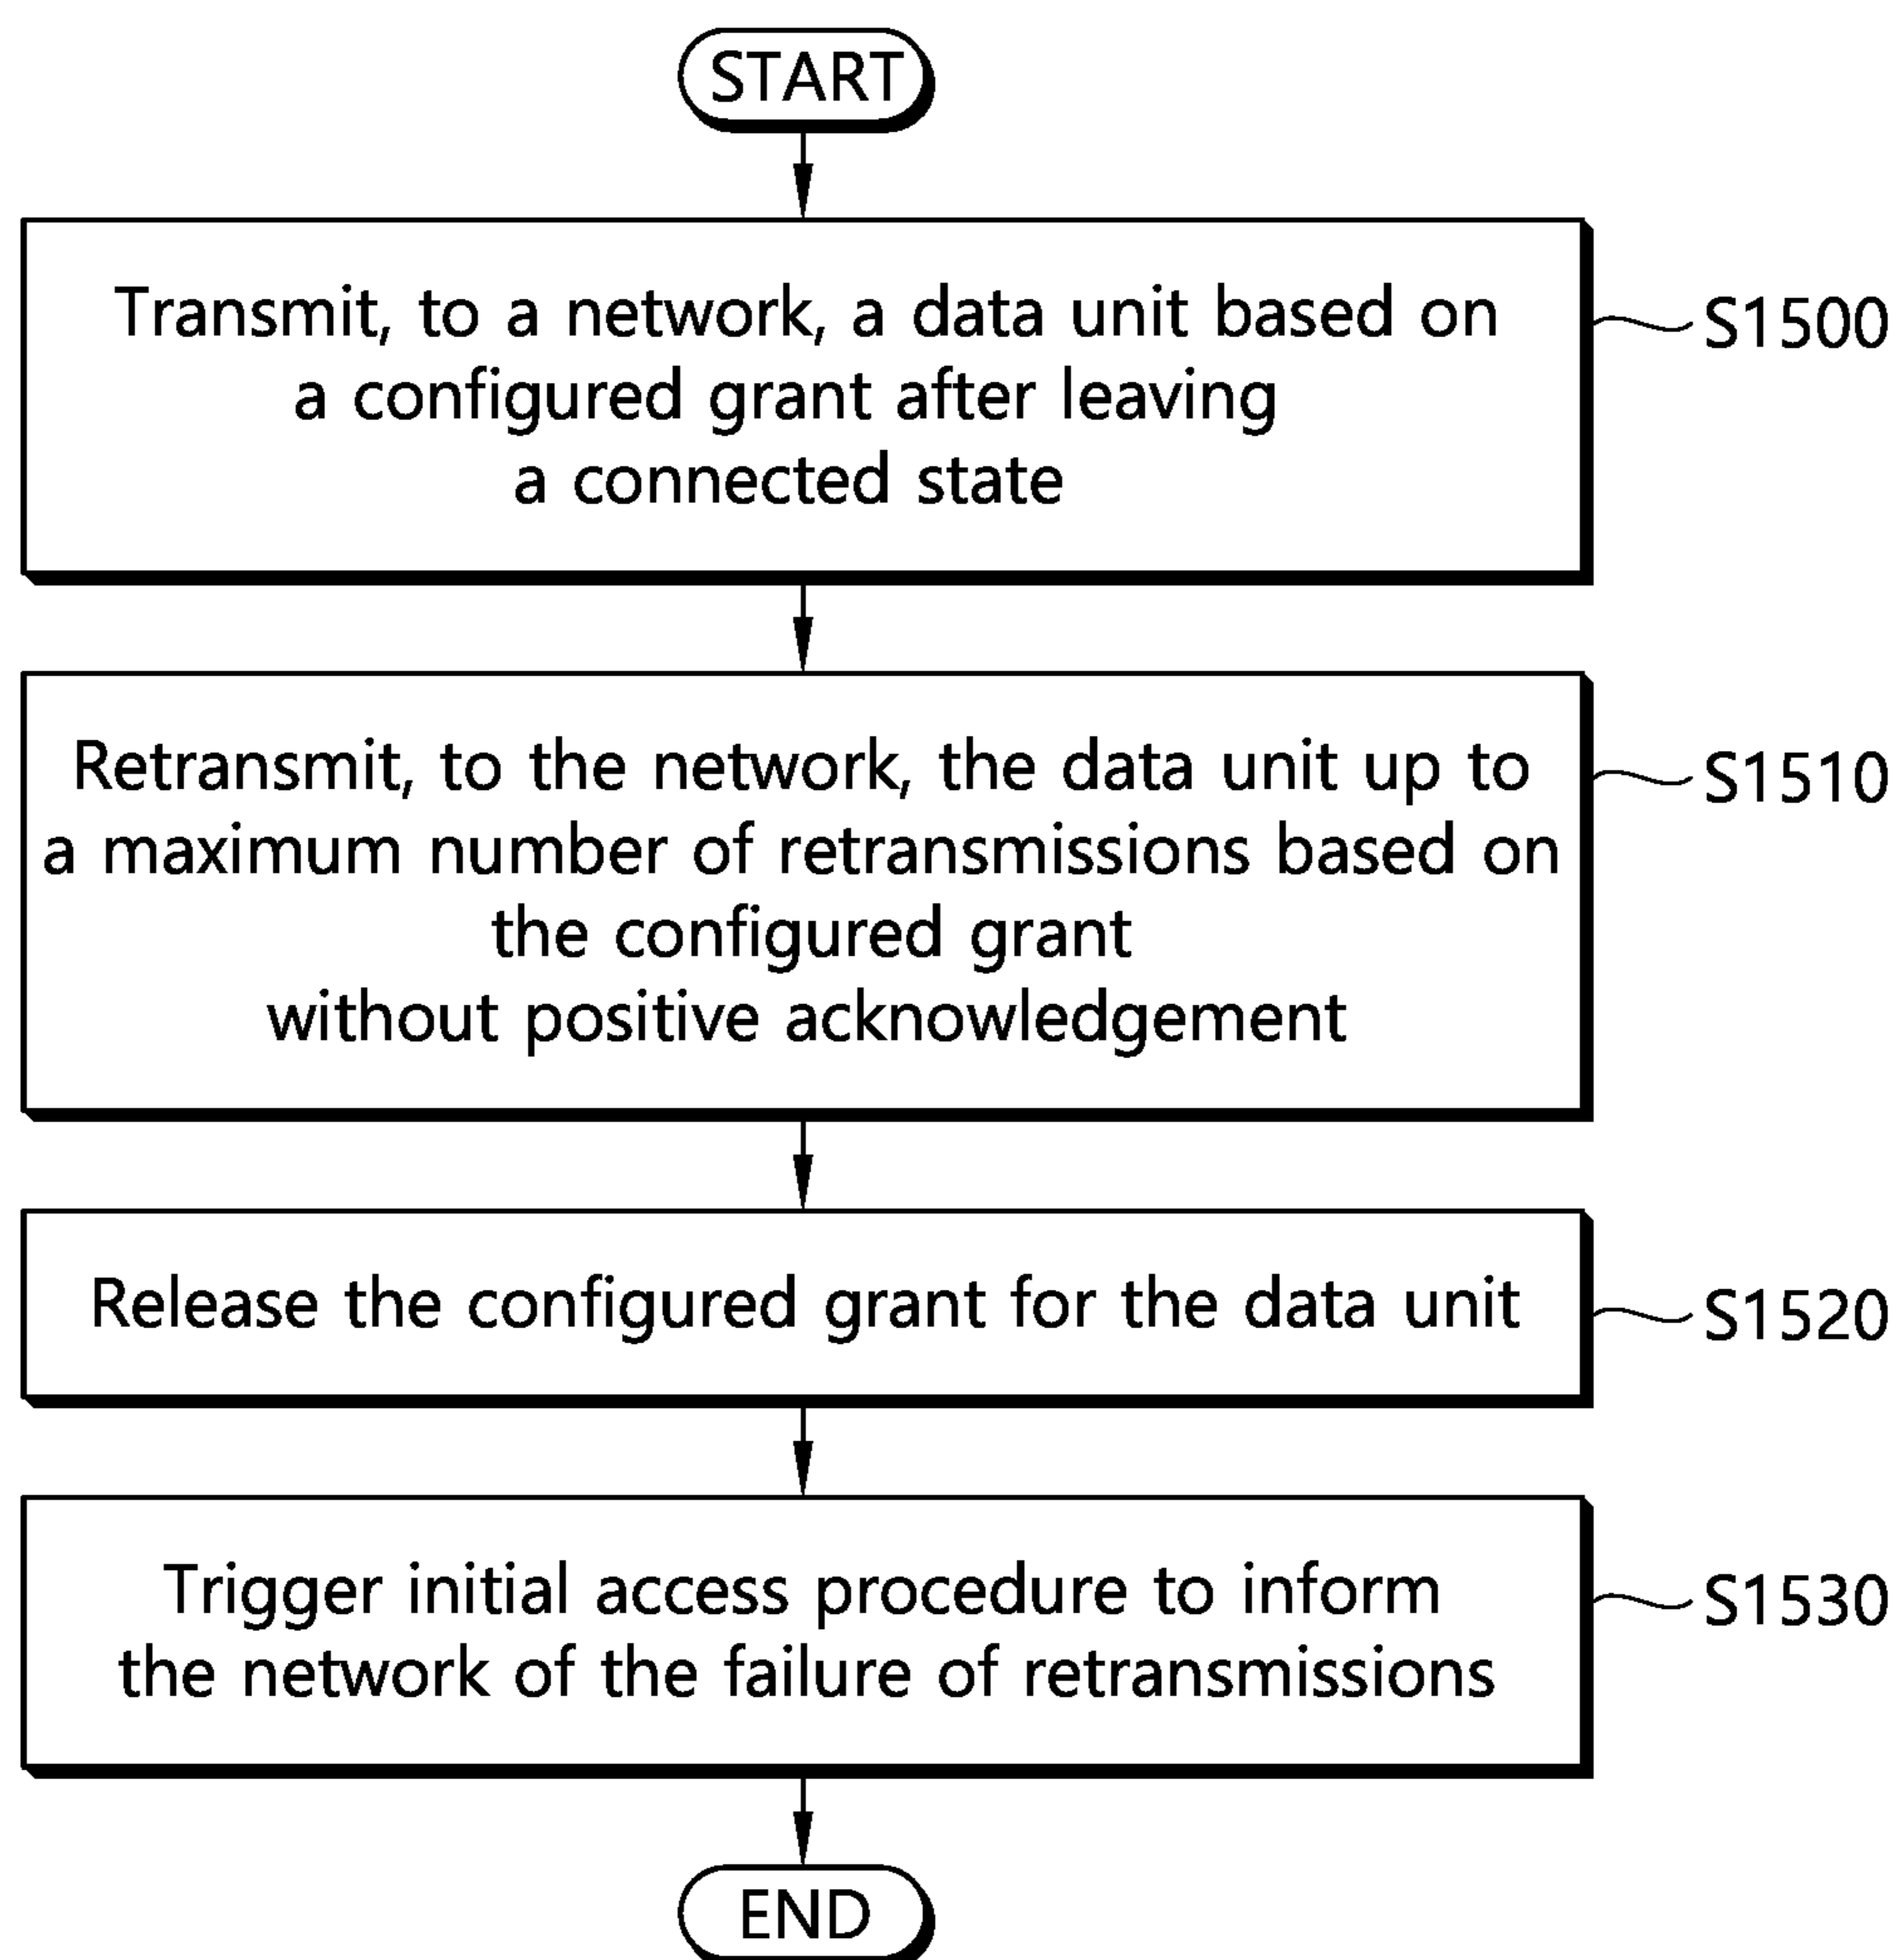 START
Transmit, to a network, a data unit based on
a configured grant after leaving
a connected state
S1500
Retransmit, to the network, the data unit up to
a maximum number of retransmissions based on
the configured grant
without positive acknowledgement
S1510
Release the configured grant for the data unit
S1520
Trigger initial access procedure to inform
the network of the failure of retransmissions
S1530
END